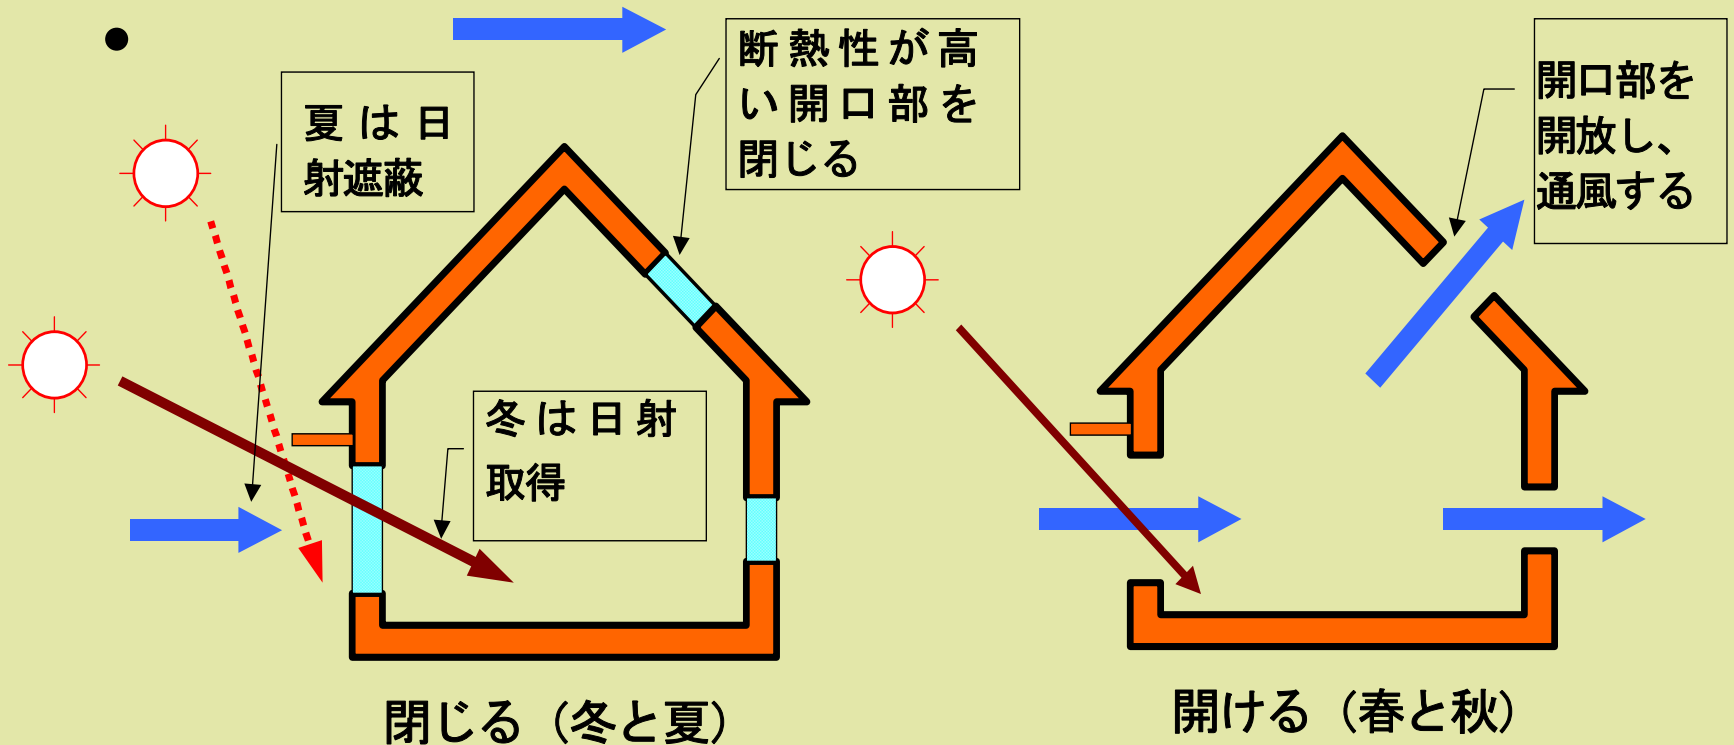 夏は日
射遮蔽
断熱性が高
い開口部を
閉じる
冬は日射
取得
閉じる（冬と夏）
開口部を
開放し、
通風する
開ける（春と秋）